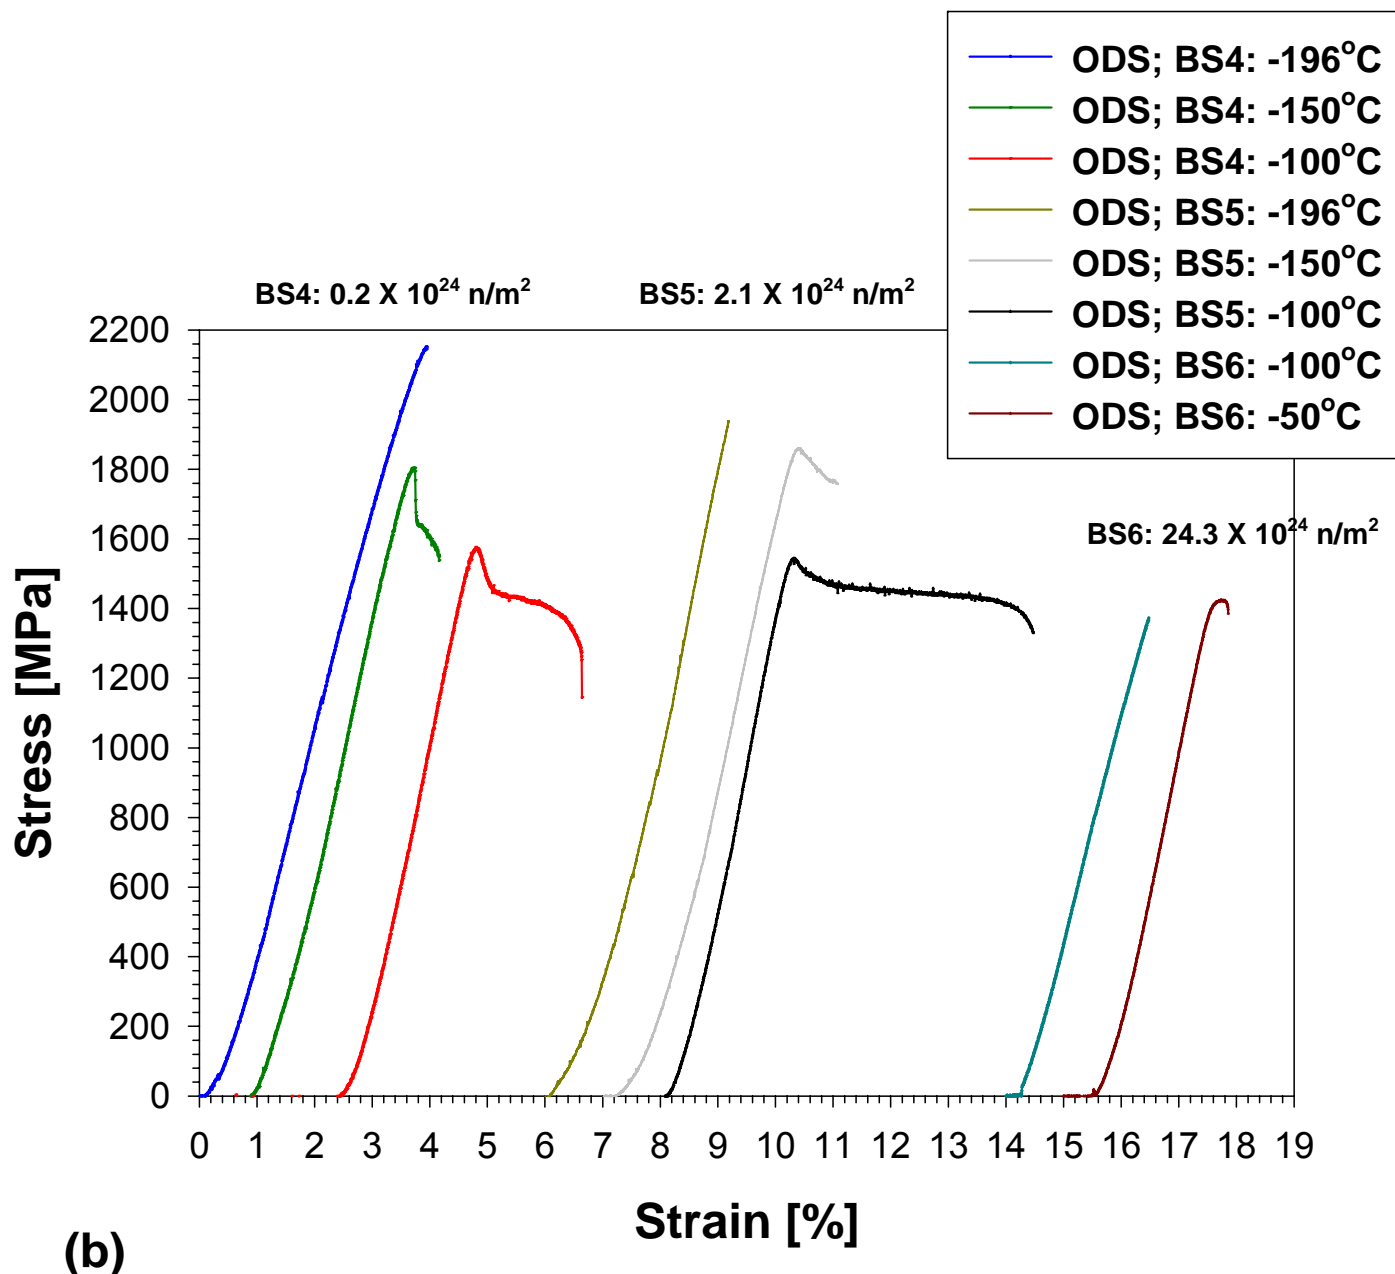 ODS; BS4: -196°C
ODS; BS4: -150°C
ODS; BS4: -100°C
ODS; BS5: -196°C
ODS; BS5: -150°C
ODS; BS5: -100°C
ODS; BS6: -100°C
ODS; BS6: -50°C
BS4: 0.2 X 10²⁴ n/m²
BS5: 2.1 X 10²⁴ n/m²
BS6: 24.3 X 10²⁴ n/m²
2200
2000
1800
1600
1400
1200
1000
800
600
400
200
0
Stress [MPa]
0 1 2 3 4 5 6 7 8 9 10 11 12 13 14 15 16 17 18 19
Strain [%]
(b)